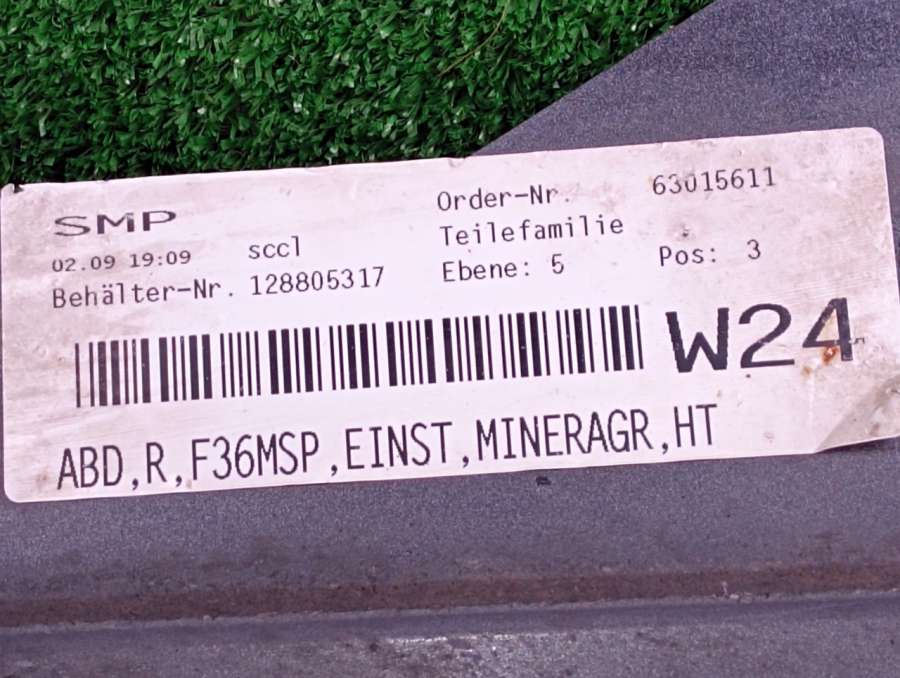 SMP
02.09 19:09 sccl
Behälter-Nr. 128805317
Order-Nr. 63015611
Teilefamilie
Ebene: 5 Pos: 3
W24
ABD,R,F36MSP,EINST,MINERAGR,HT